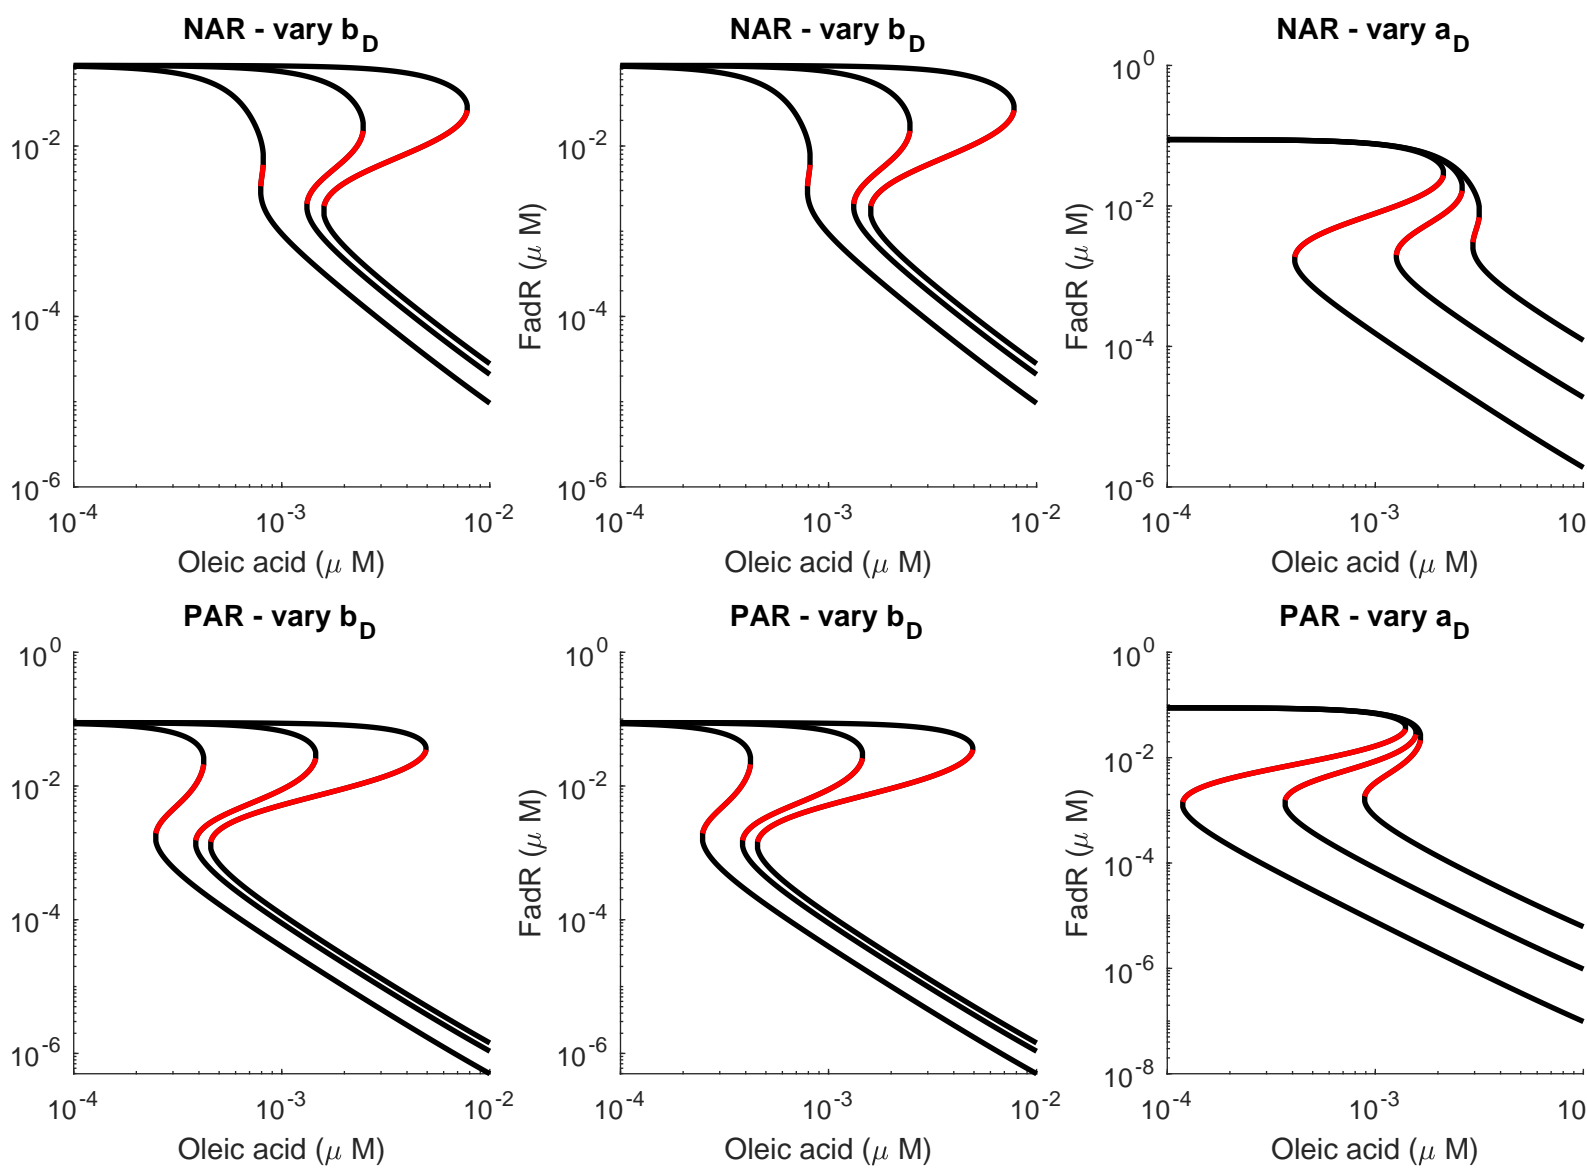 NAR - vary b_D
NAR - vary b_D
NAR - vary a_D
10^-2
10^-4
10^-6
10^-4
10^-3
10^-2
Oleic acid (μ M)
FadR (μ M)
10^-2
10^-4
10^-6
10^-4
10^-3
10^-2
Oleic acid (μ M)
FadR (μ M)
10^0
10^-2
10^-4
10^-6
10^-4
10^-3
10
Oleic acid (μ M)
PAR - vary b_D
PAR - vary b_D
PAR - vary a_D
10^0
10^-2
10^-4
10^-6
10^-4
10^-3
10^-2
Oleic acid (μ M)
FadR (μ M)
10^0
10^-2
10^-4
10^-6
10^-4
10^-3
10^-2
Oleic acid (μ M)
FadR (μ M)
10^0
10^-2
10^-4
10^-6
10^-8
10^-4
10^-3
10
Oleic acid (μ M)